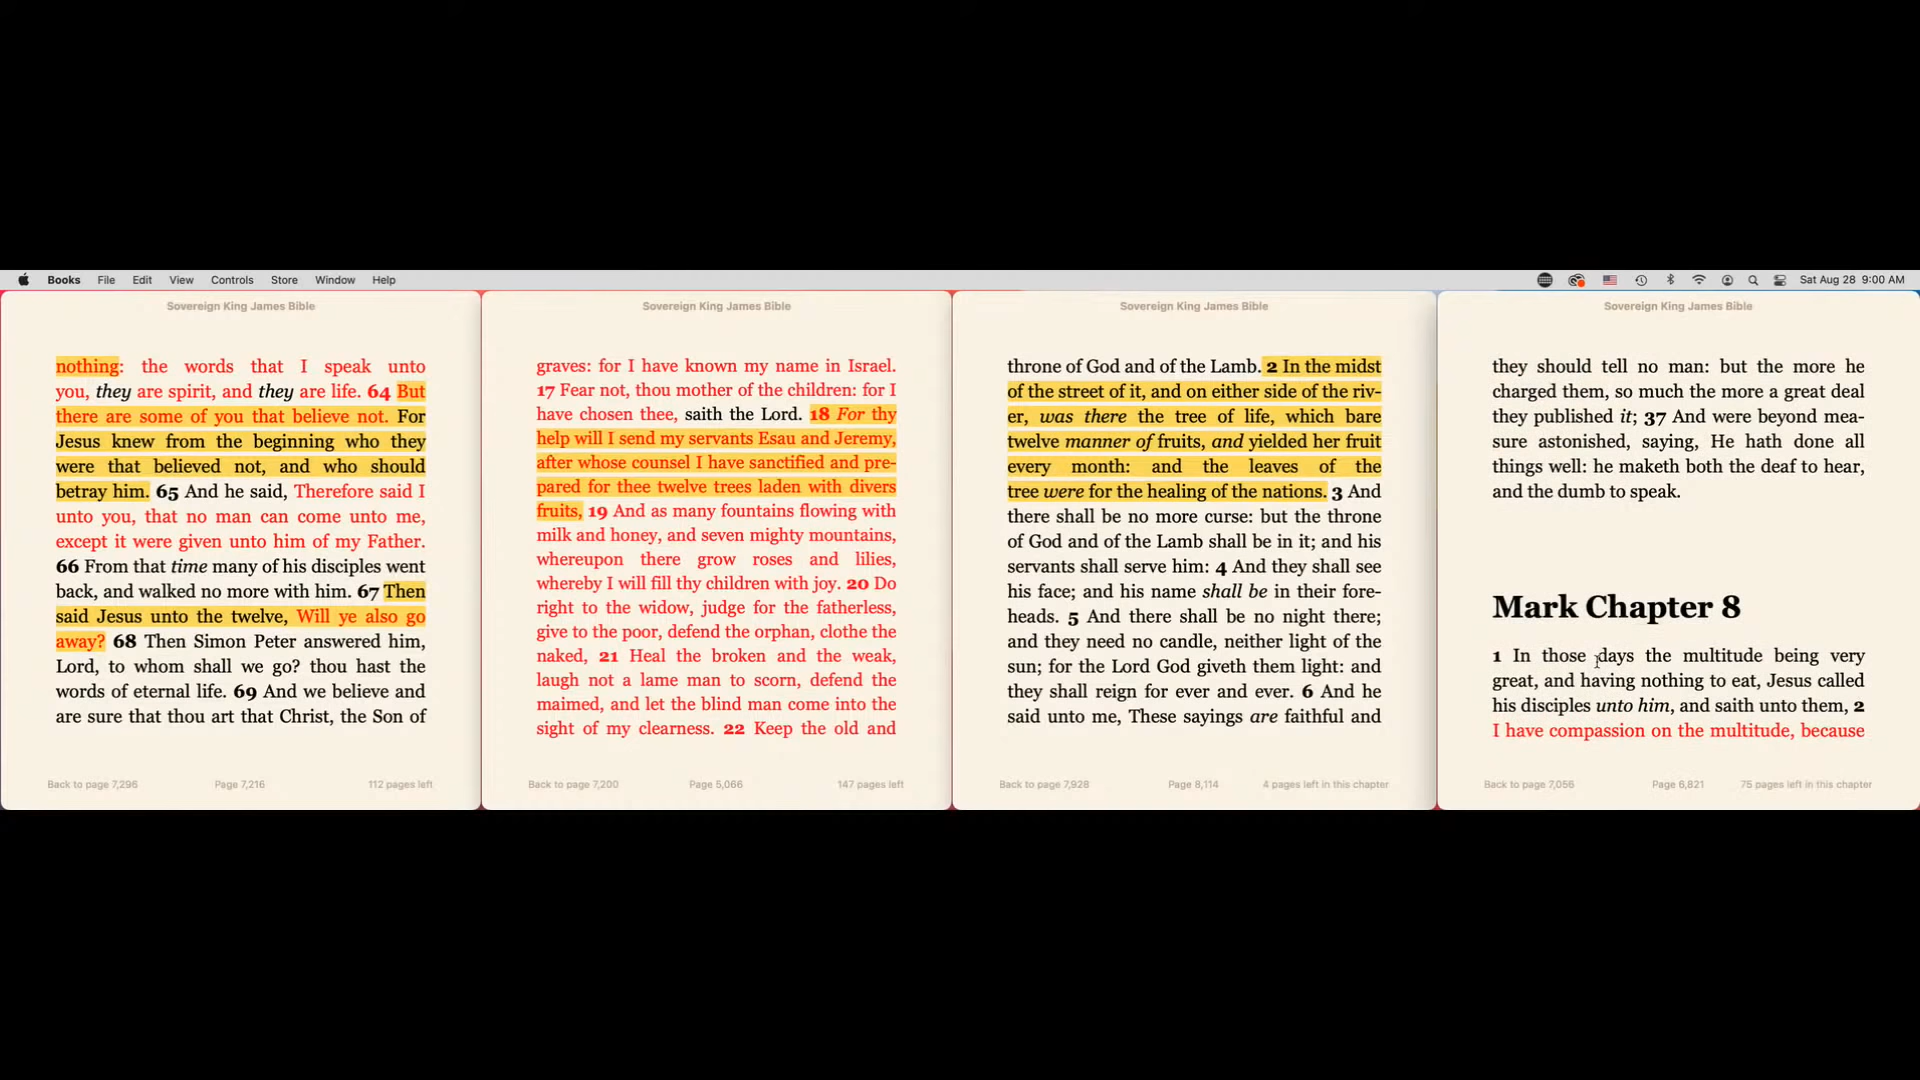 Books File Edit View Controls Store Window Help Sat Aug 28 9:00 AM
Sovereign King James Bible
nothing: the words that I speak unto
you, they are spirit, and they are life. 64 But
there are some of you that believe not. For
Jesus knew from the beginning who they
were that believed not, and who should
betray him. 65 And he said, Therefore said I
unto you, that no man can come unto me,
except it were given unto him of my Father.
66 From that time many of his disciples went
back, and walked no more with him. 67 Then
said Jesus unto the twelve, Will ye also go
away? 68 Then Simon Peter answered him,
Lord, to whom shall we go? thou hast the
words of eternal life. 69 And we believe and
are sure that thou art that Christ, the Son of
Back to page 7,296 Page 7,216 112 pages left
Sovereign King James Bible
graves: for I have known my name in Israel.
17 Fear not, thou mother of the children: for I
have chosen thee, saith the Lord. 18 For thy
help will I send my servants Esau and Jeremy,
after whose counsel I have sanctified and pre-
pared for thee twelve trees laden with divers
fruits, 19 And as many fountains flowing with
milk and honey, and seven mighty mountains,
whereupon there grow roses and lilies,
whereby I will fill thy children with joy. 20 Do
right to the widow, judge for the fatherless,
give to the poor, defend the orphan, clothe the
naked, 21 Heal the broken and the weak,
laugh not a lame man to scorn, defend the
maimed, and let the blind man come into the
sight of my clearness. 22 Keep the old and
Back to page 7,200 Page 5,066 147 pages left
Sovereign King James Bible
throne of God and of the Lamb. 2 In the midst
of the street of it, and on either side of the riv-
er, was there the tree of life, which bare
twelve manner of fruits, and yielded her fruit
every month: and the leaves of the
tree were for the healing of the nations. 3 And
there shall be no more curse: but the throne
of God and of the Lamb shall be in it; and his
servants shall serve him: 4 And they shall see
his face; and his name shall be in their fore-
heads. 5 And there shall be no night there;
and they need no candle, neither light of the
sun; for the Lord God giveth them light: and
they shall reign for ever and ever. 6 And he
said unto me, These sayings are faithful and
Back to page 7,928 Page 8,114 4 pages left in this chapter
Sovereign King James Bible
they should tell no man: but the more he
charged them, so much the more a great deal
they published it; 37 And were beyond mea-
sure astonished, saying, He hath done all
things well: he maketh both the deaf to hear,
and the dumb to speak.
Mark Chapter 8
1 In those days the multitude being very
great, and having nothing to eat, Jesus called
his disciples unto him, and saith unto them, 2
I have compassion on the multitude, because
Back to page 7,056 Page 6,821 75 pages left in this chapter